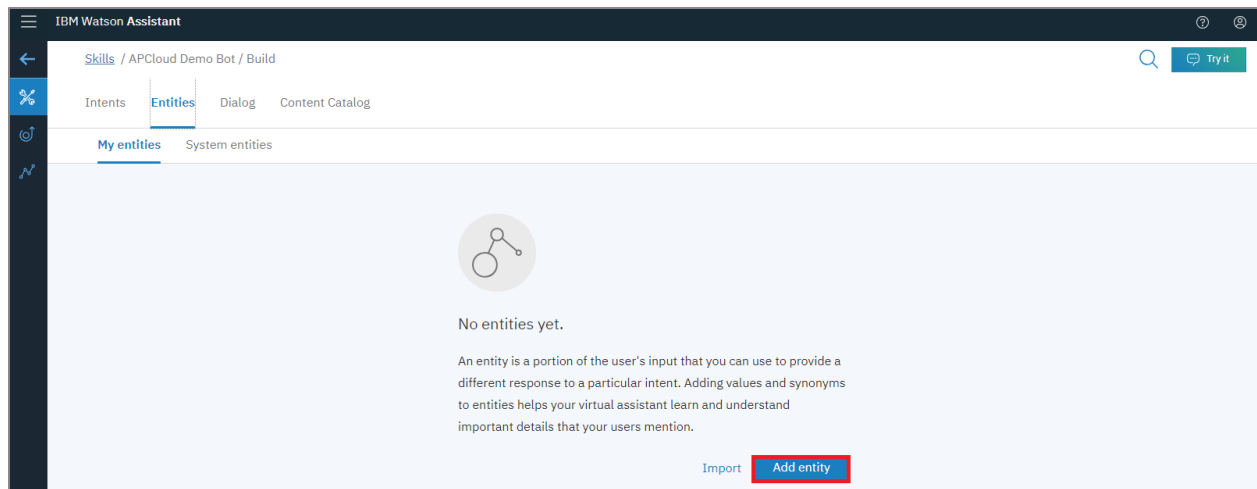 IBM Watson Assistant
Skills / APCloud Demo Bot / Build
Try it
Intents Entities Dialog Content Catalog
My entities System entities
No entities yet.
An entity is a portion of the user's input that you can use to provide a
different response to a particular intent. Adding values and synonyms
to entities helps your virtual assistant learn and understand
important details that your users mention.
Import Add entity